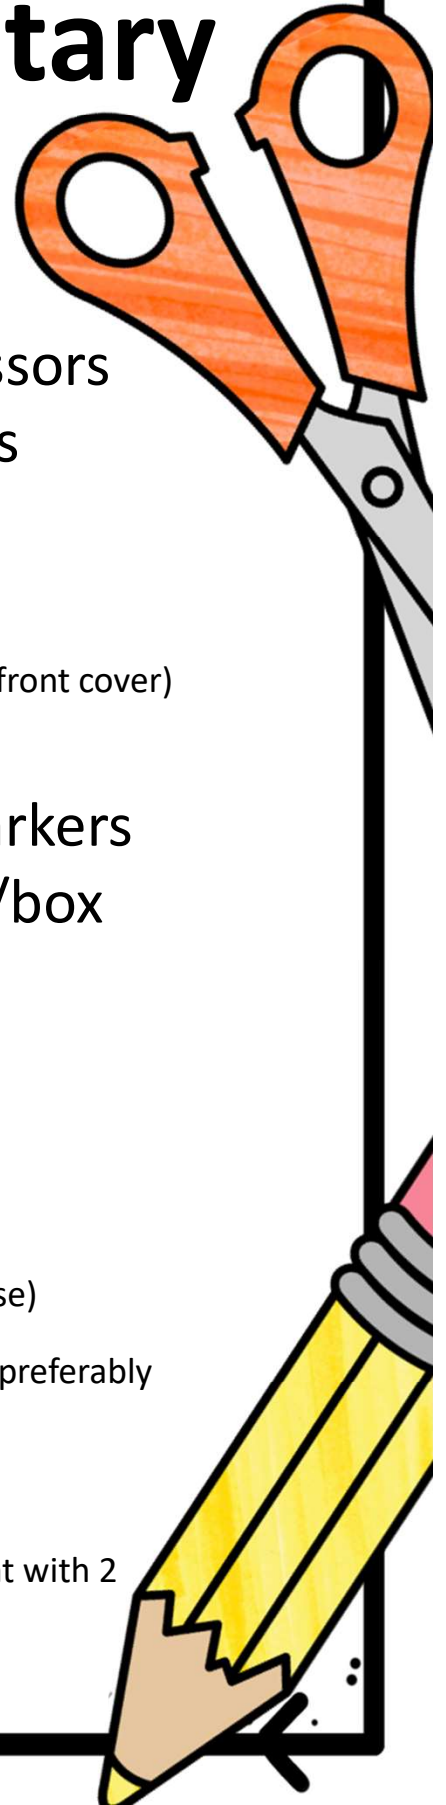 tary
ssors
s
front cover)
rkers
/box
se)
preferably
t with 2